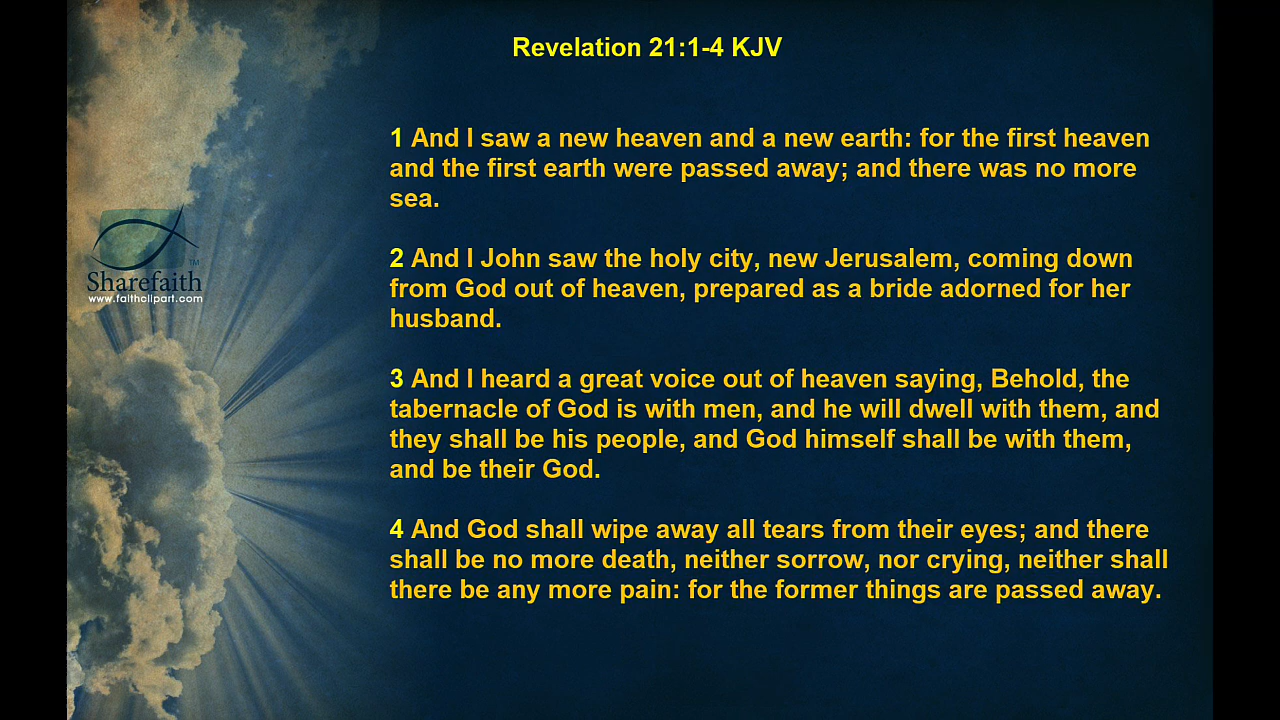 Revelation 21:1-4 KJV
1 And I saw a new heaven and a new earth: for the first heaven
and the first earth were passed away; and there was no more
sea.
2 And I John saw the holy city, new Jerusalem, coming down
from God out of heaven, prepared as a bride adorned for her
husband.
3 And I heard a great voice out of heaven saying, Behold, the
tabernacle of God is with men, and he will dwell with them, and
they shall be his people, and God himself shall be with them,
and be their God.
4 And God shall wipe away all tears from their eyes; and there
shall be no more death, neither sorrow, nor crying, neither shall
there be any more pain: for the former things are passed away.
Sharefaith TM
www.faithclipart.com